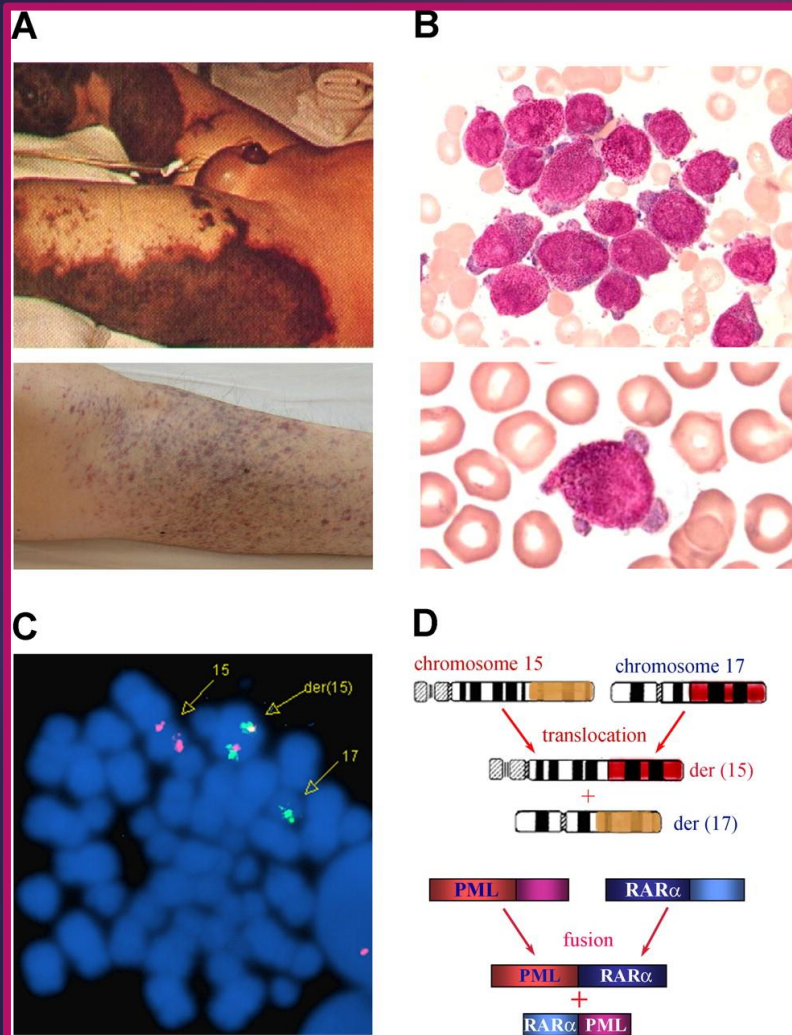 A
B
C
15
der(15)
17
D
chromosome 15
chromosome 17
translocation
der (15)
+
der (17)
PML
RARα
fusion
PML RARα
+
RARα PML